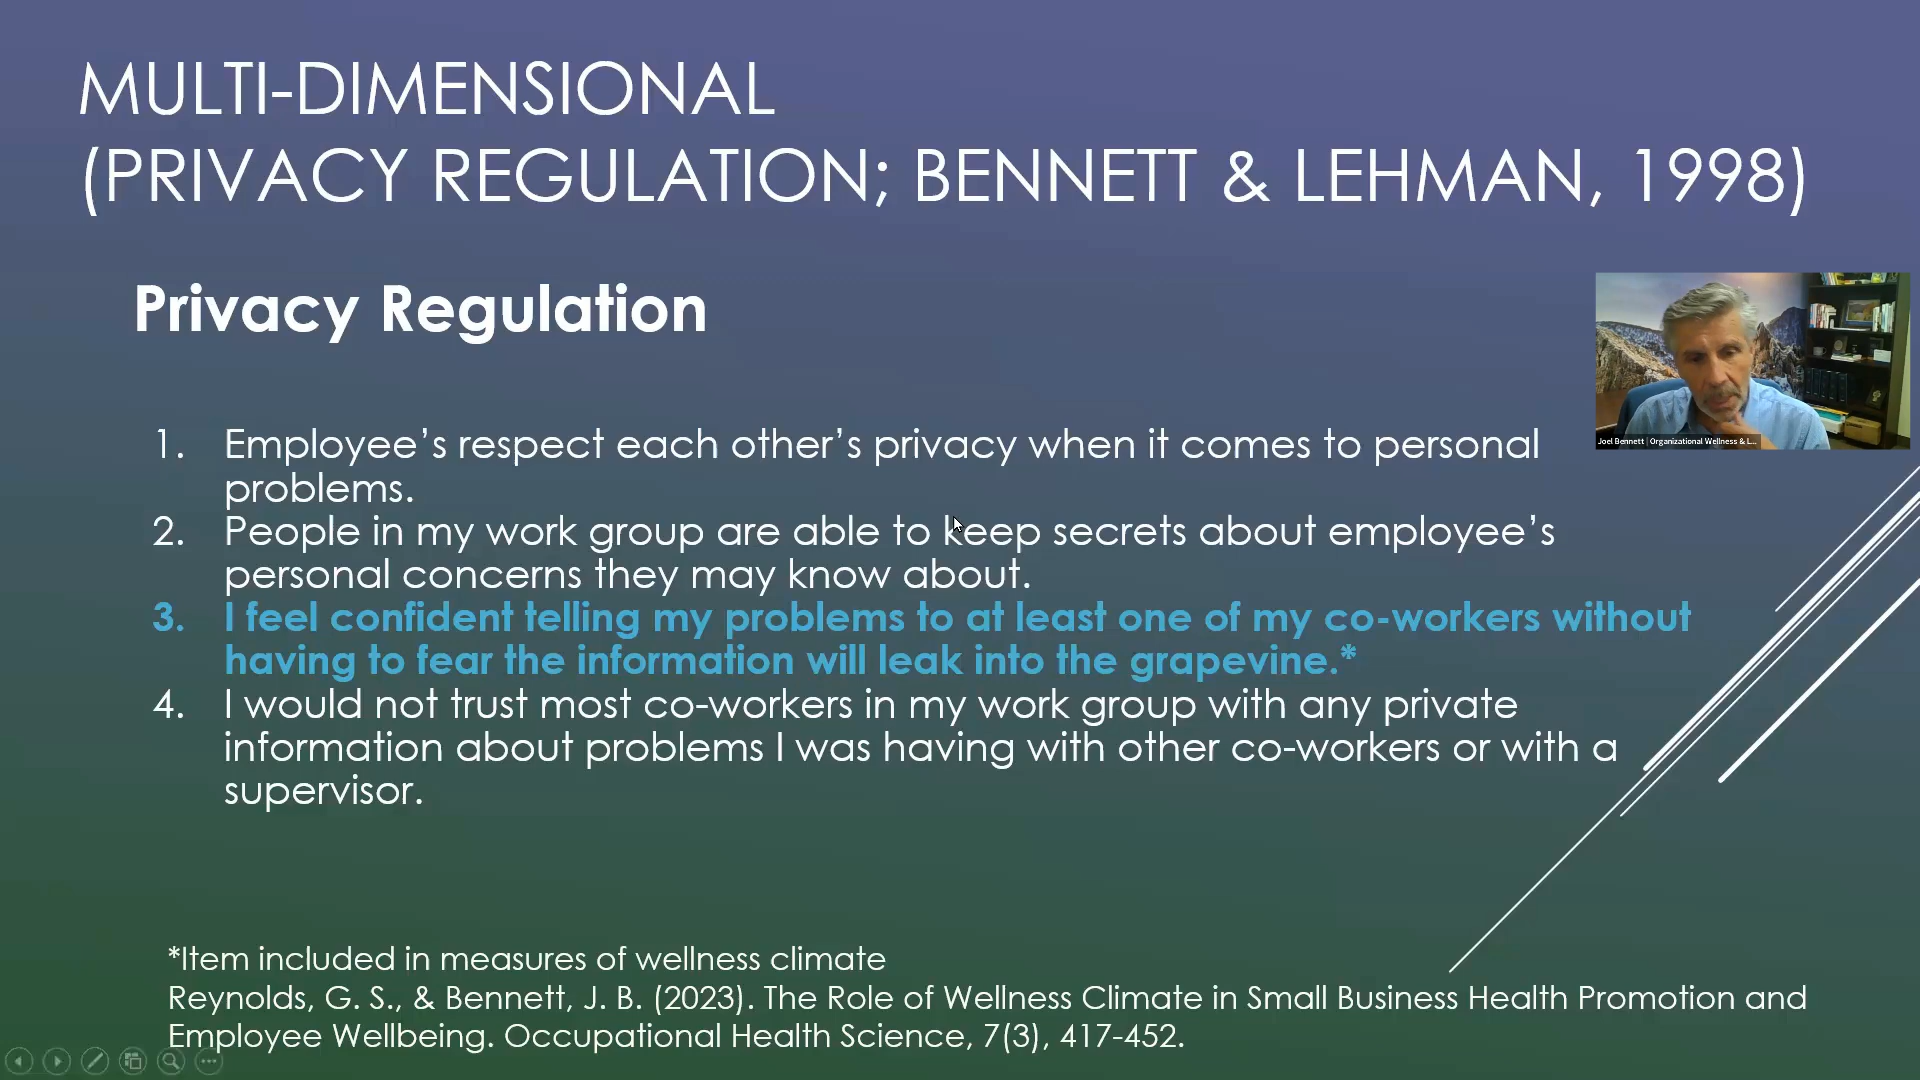 MULTI-DIMENSIONAL
(PRIVACY REGULATION; BENNETT & LEHMAN, 1998)
Privacy Regulation
1. Employee’s respect each other’s privacy when it comes to personal
problems.
2. People in my work group are able to keep secrets about employee’s
personal concerns they may know about.
3. I feel confident telling my problems to at least one of my co-workers without
having to fear the information will leak into the grapevine.*
4. I would not trust most co-workers in my work group with any private
information about problems I was having with other co-workers or with a
supervisor.
Joel Bennett | Organizational Wellness & L...
*Item included in measures of wellness climate
Reynolds, G. S., & Bennett, J. B. (2023). The Role of Wellness Climate in Small Business Health Promotion and
Employee Wellbeing. Occupational Health Science, 7(3), 417-452.